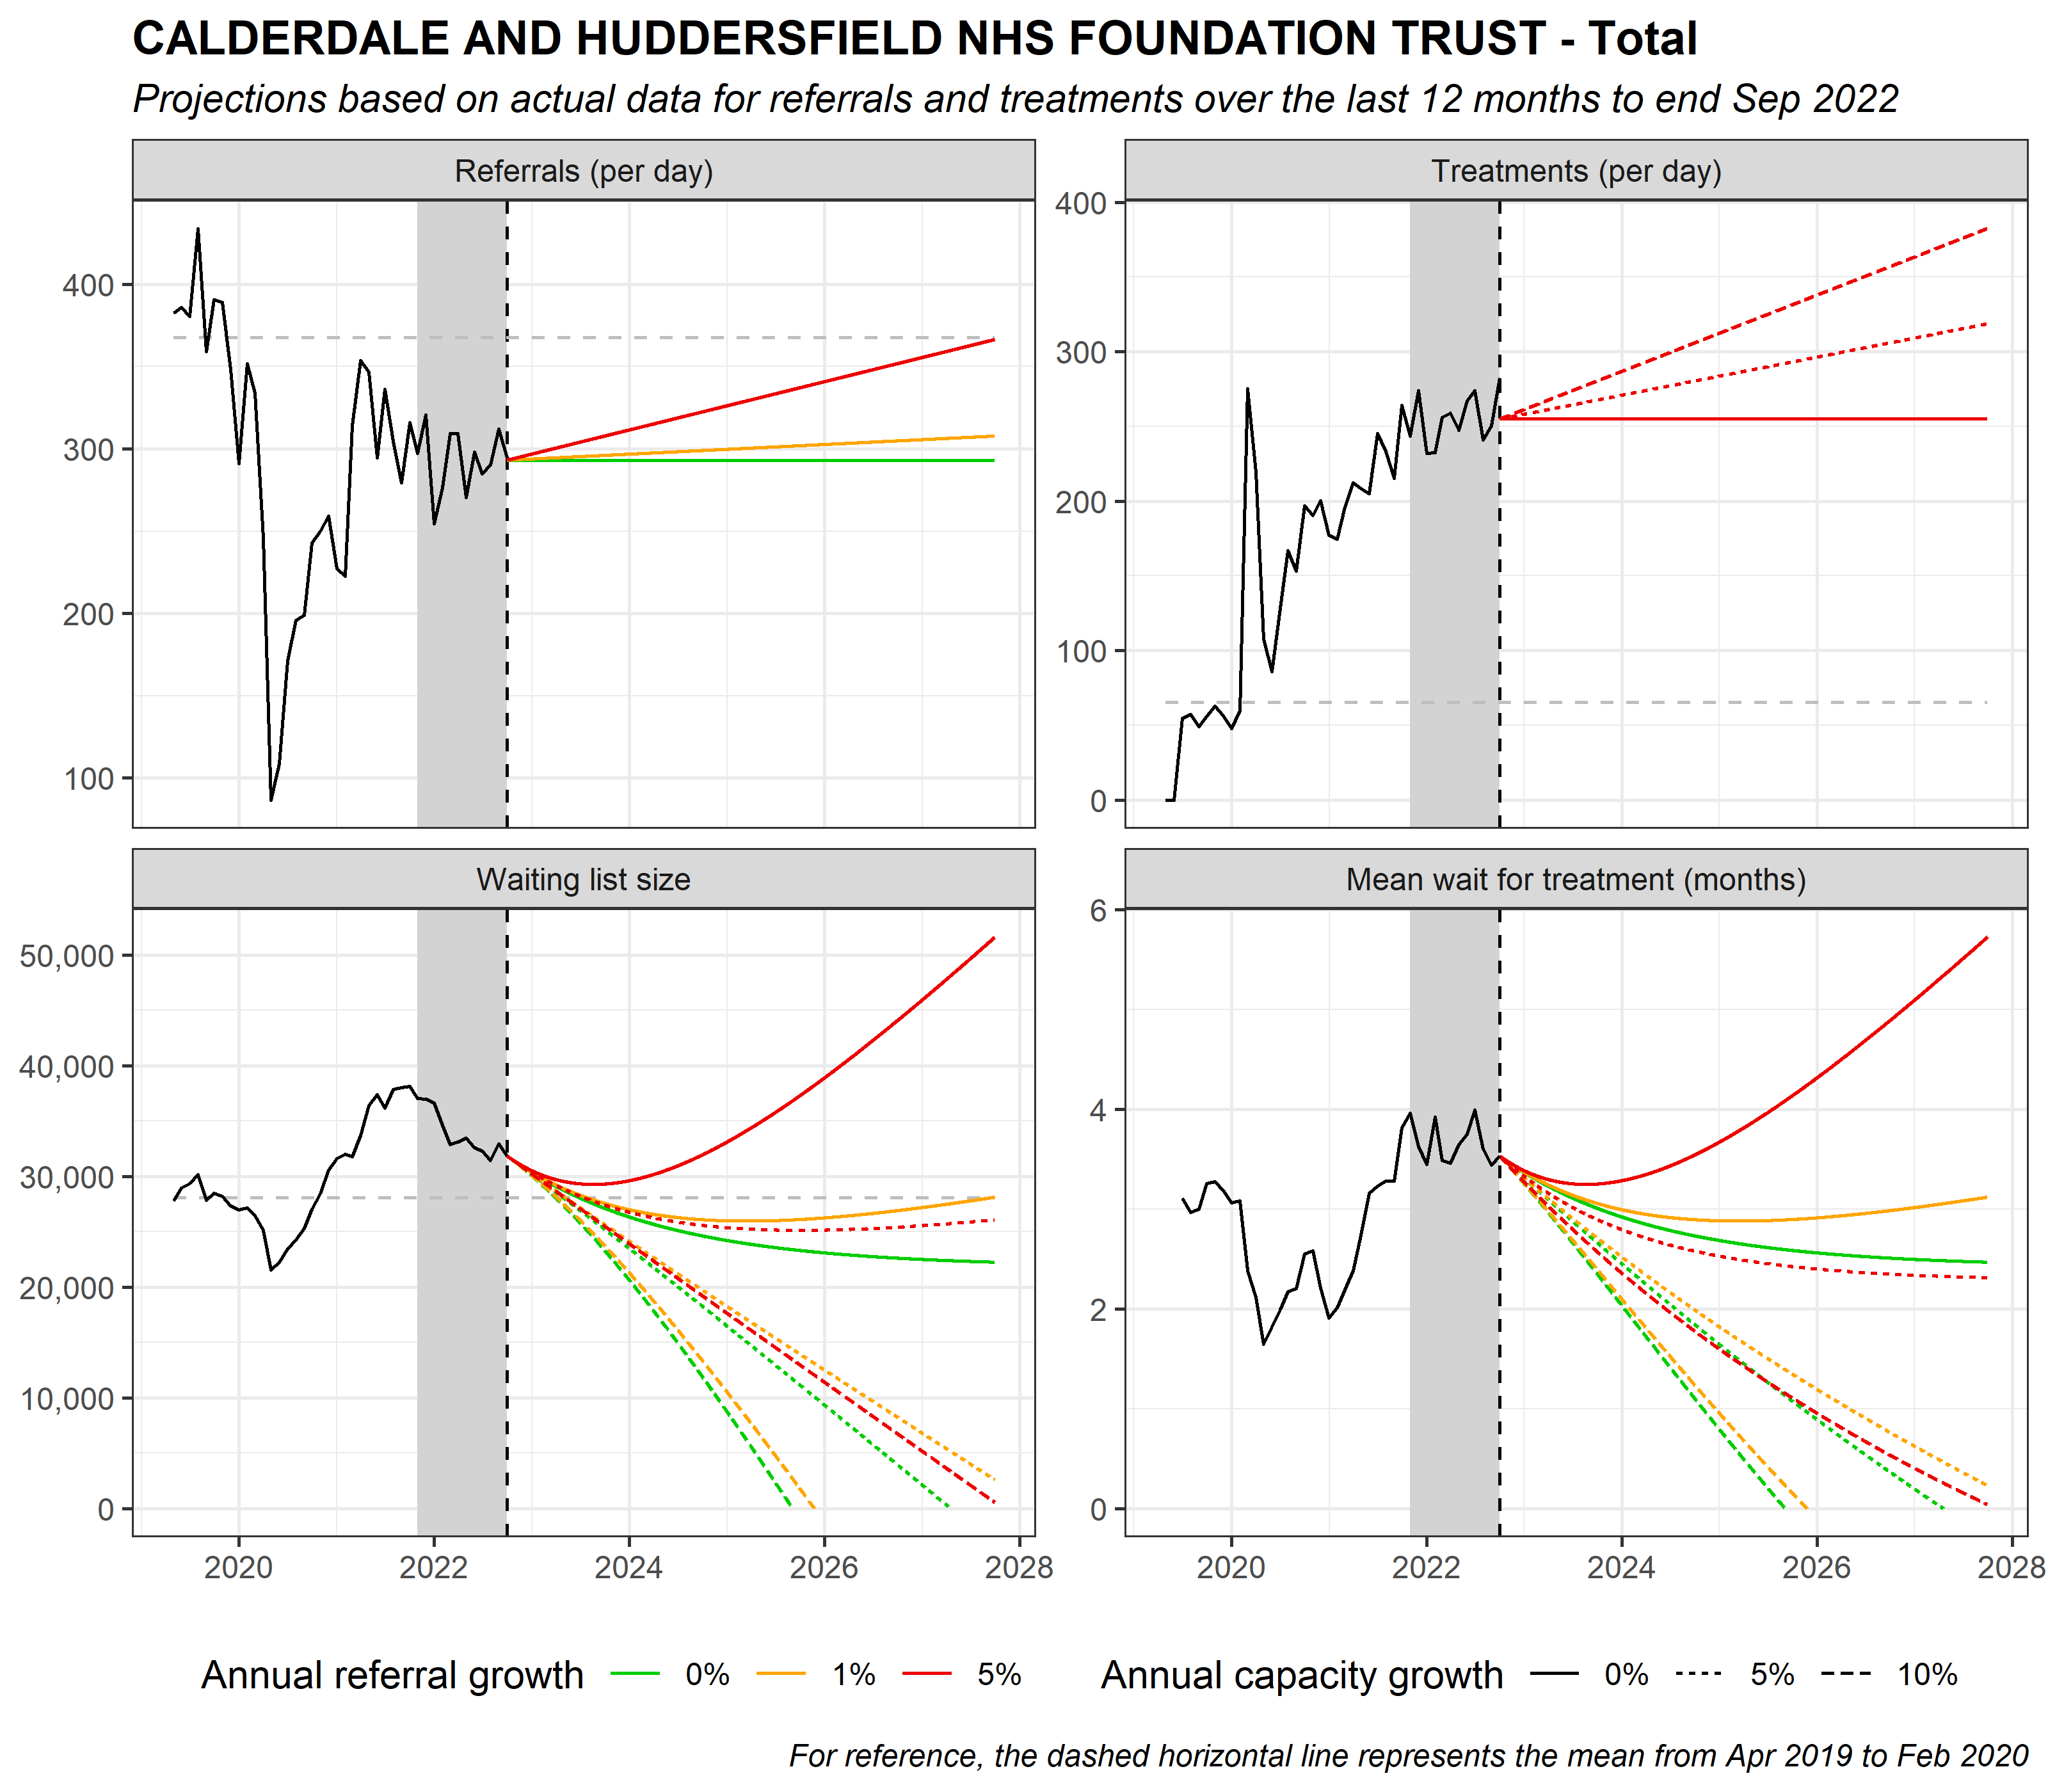 CALDERDALE AND HUDDERSFIELD NHS FOUNDATION TRUST - Total
Projections based on actual data for referrals and treatments over the last 12 months to end Sep 2022
Referrals (per day)
400
300
200
100
Treatments (per day)
400
300
200
100
0
Waiting list size
50,000
40,000
30,000
20,000
10,000
0
2020 2022 2024 2026 2028
Mean wait for treatment (months)
6
4
2
0
2020 2022 2024 2026 2028
Annual referral growth 0% 1% 5%
Annual capacity growth 0% 5% 10%
For reference, the dashed horizontal line represents the mean from Apr 2019 to Feb 2020